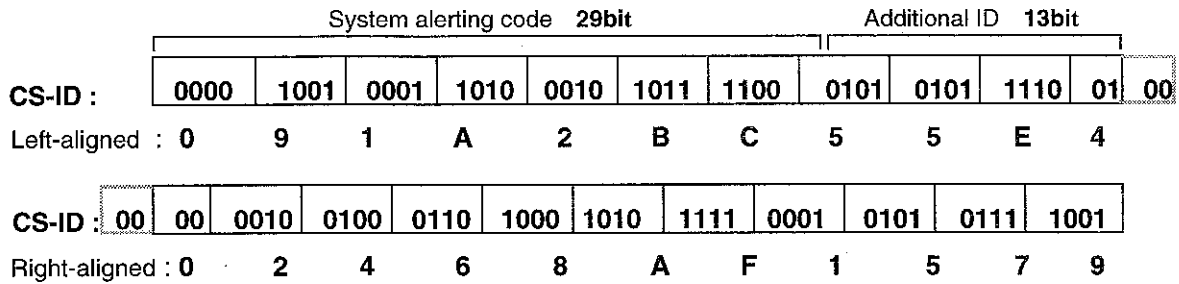 System alerting code 29bit Additional ID 13bit
CS-ID : 0000 1001 0001 1010 0010 1011 1100 0101 0101 1110 01 00
Left-aligned : 0 9 1 A 2 B C 5 5 E 4
CS-ID : 00 00 0010 0100 0110 1000 1010 1111 0001 0101 0111 1001
Right-aligned : 0 2 4 6 8 A F 1 5 7 9